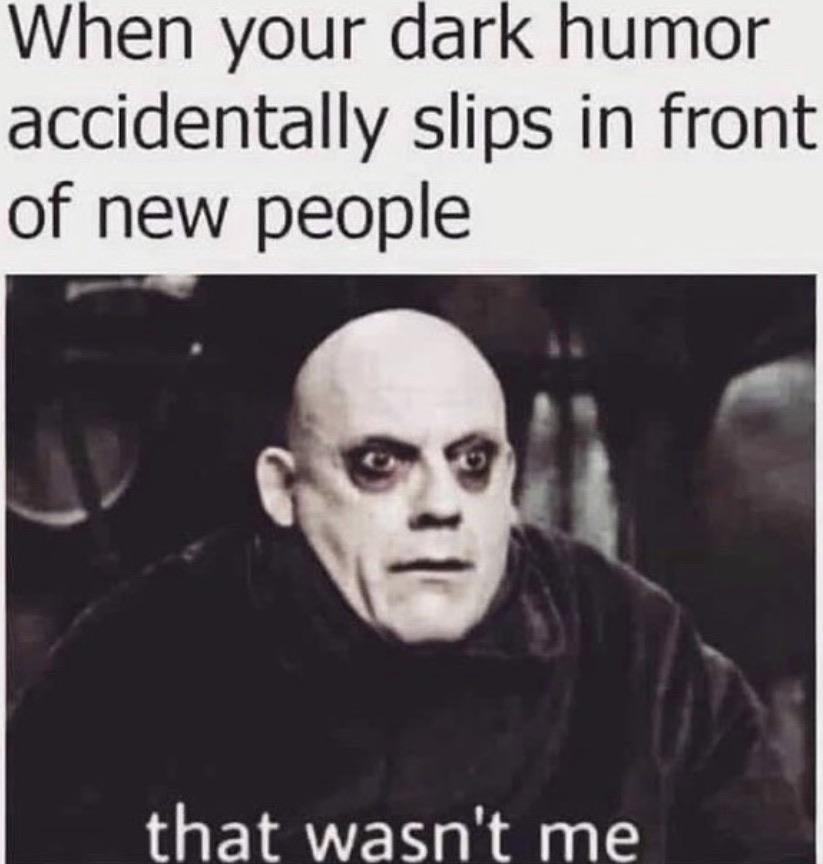 When your dark humor
accidentally slips in front
of new people
that wasn't me